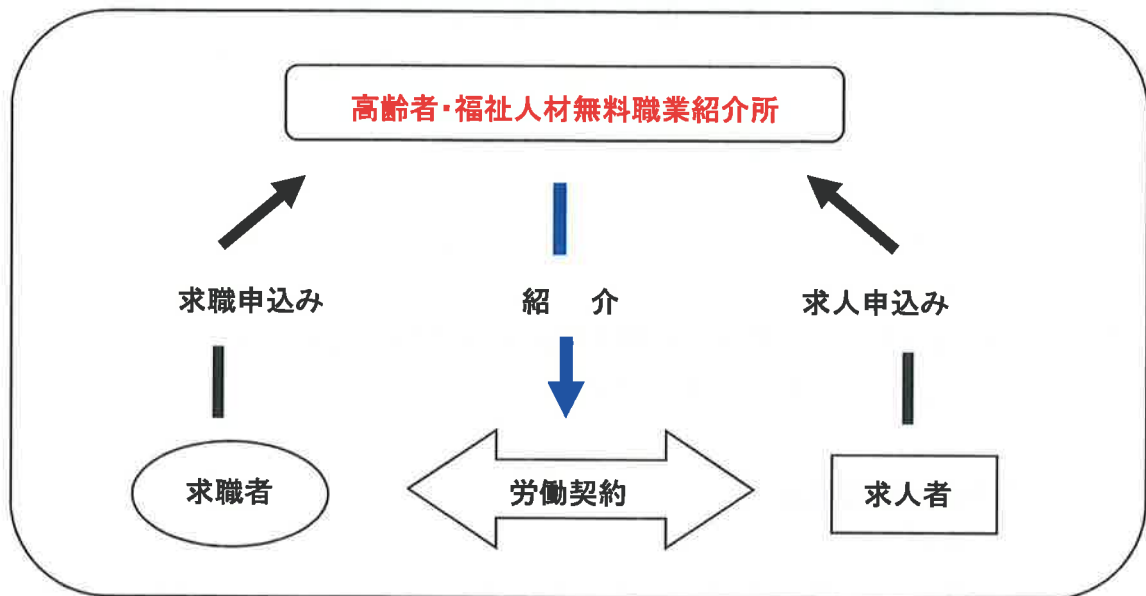 高齢者・福祉人材無料職業紹介所
求職申込み
紹　介
求人申込み
求職者
労働契約
求人者